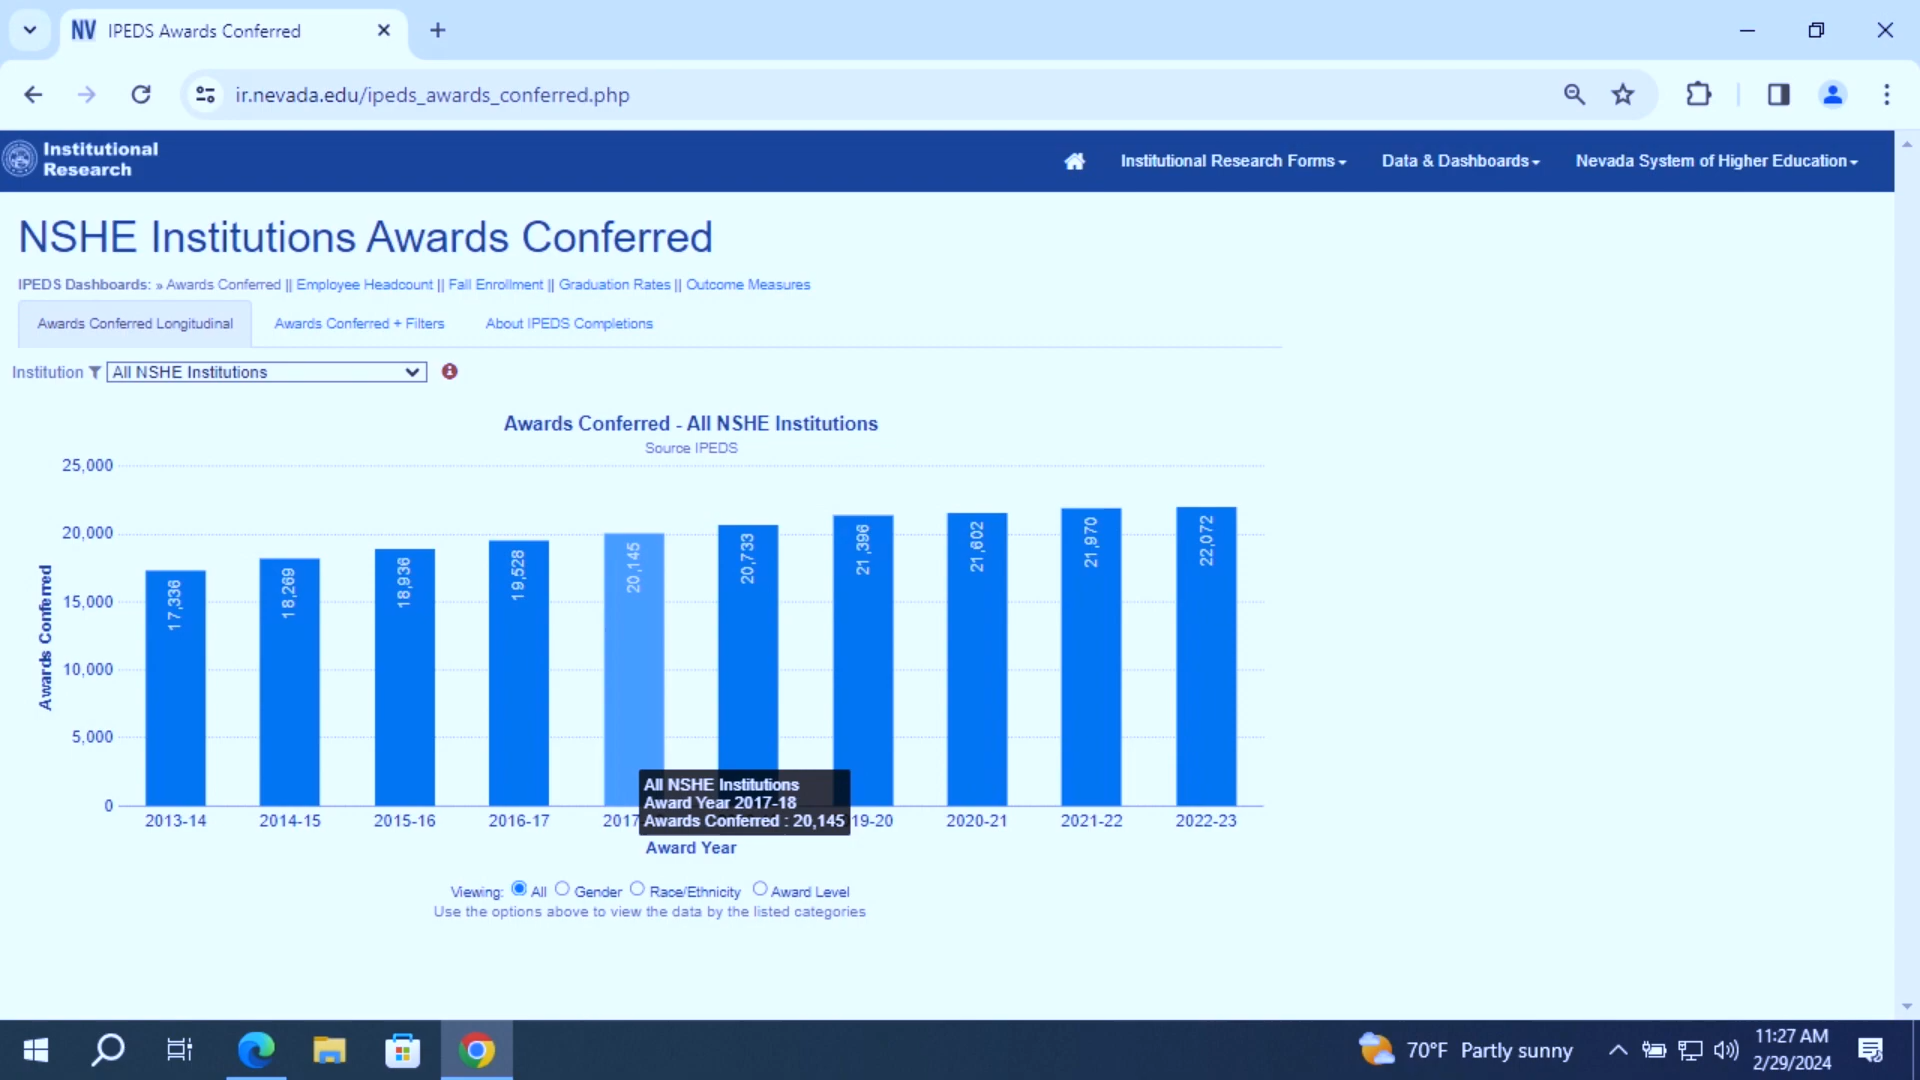 NV IPEDS Awards Conferred
ir.nevada.edu/ipeds_awards_conferred.php
Institutional
Research
Institutional Research Forms
Data & Dashboards
Nevada System of Higher Education
NSHE Institutions Awards Conferred
IPEDS Dashboards: » Awards Conferred || Employee Headcount || Fall Enrollment || Graduation Rates || Outcome Measures
Awards Conferred Longitudinal
Awards Conferred + Filters
About IPEDS Completions
Institution All NSHE Institutions
Awards Conferred - All NSHE Institutions
Source IPEDS
Awards Conferred
25,000
20,000
15,000
10,000
5,000
0
17,336
18,269
18,936
19,528
20,145
20,733
21,396
21,602
21,970
22,072
All NSHE Institutions
Award Year 2017-18
Awards Conferred : 20,145
2013-14 2014-15 2015-16 2016-17 2017 19-20 2020-21 2021-22 2022-23
Award Year
Viewing: All Gender Race/Ethnicity Award Level
Use the options above to view the data by the listed categories
70°F Partly sunny
11:27 AM
2/29/2024